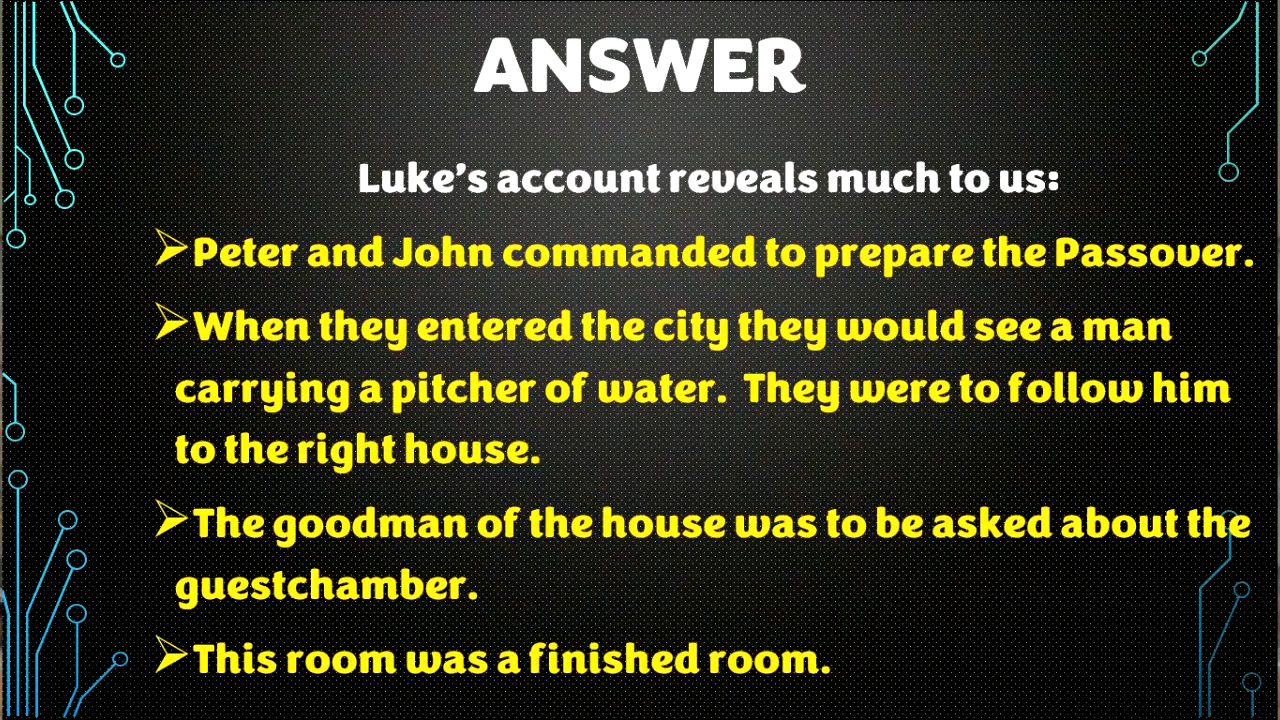 ANSWER
Luke's account reveals much to us:
➢Peter and John commanded to prepare the Passover.
➢When they entered the city they would see a man
carrying a pitcher of water.  They were to follow him
to the right house.
➢The goodman of the house was to be asked about the
guestchamber.
➢This room was a finished room.